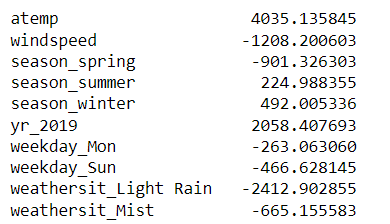 atemp 4035.135845
windspeed -1208.200603
season_spring -901.326303
season_summer 224.988355
season_winter 492.005336
yr_2019 2058.407693
weekday_Mon -263.063060
weekday_Sun -466.628145
weathersit_Light Rain -2412.902855
weathersit_Mist -665.155583